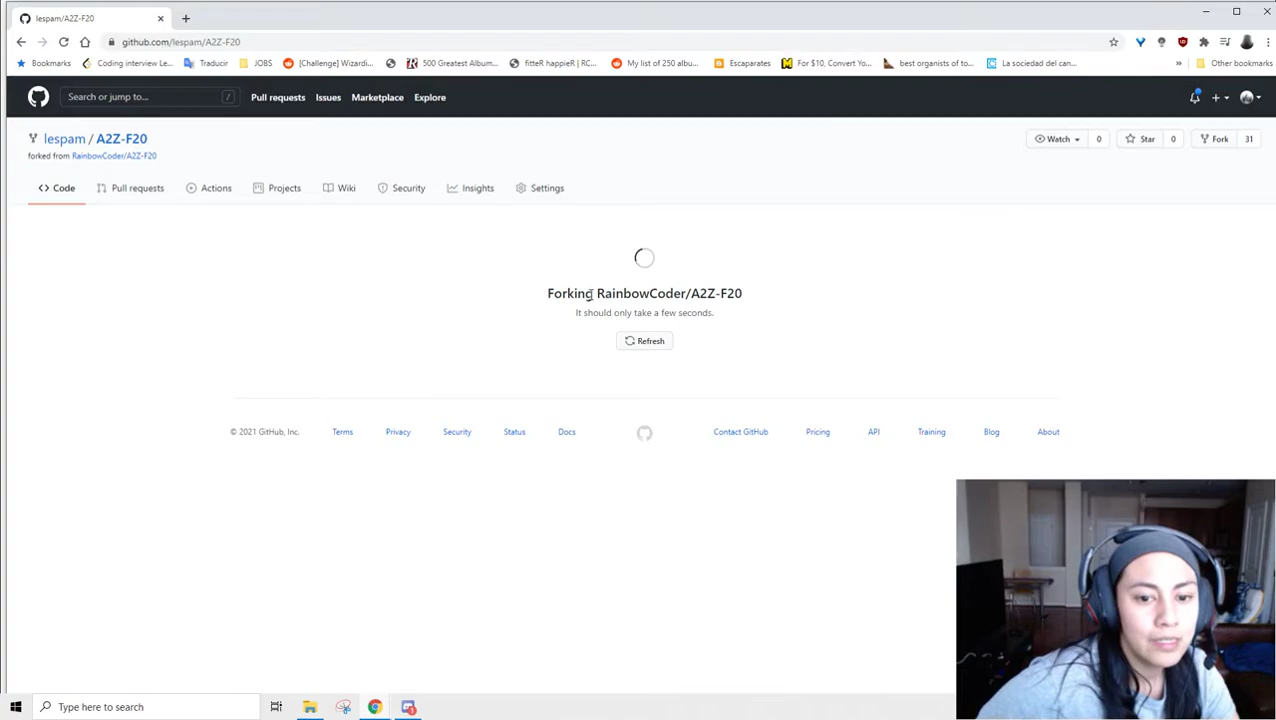 lespam/A2Z-F20
github.com/lespam/A2Z-F20
Bookmarks Coding interview Le... Traducir JOBS [Challenge] Wizardi... 500 Greatest Album... fitteR happieR | RC... My list of 250 albu... Escaparates For $10, Convert Yo... best organists of to... La sociedad del can... » Other bookmarks
Search or jump to... / Pull requests Issues Marketplace Explore
lespam / A2Z-F20 Watch 0 Star 0 Fork 31
forked from RainbowCoder/A2Z-F20
<> Code Pull requests Actions Projects Wiki Security Insights Settings
Forking RainbowCoder/A2Z-F20
It should only take a few seconds.
Refresh
© 2021 GitHub, Inc. Terms Privacy Security Status Docs Contact GitHub Pricing API Training Blog About
Type here to search